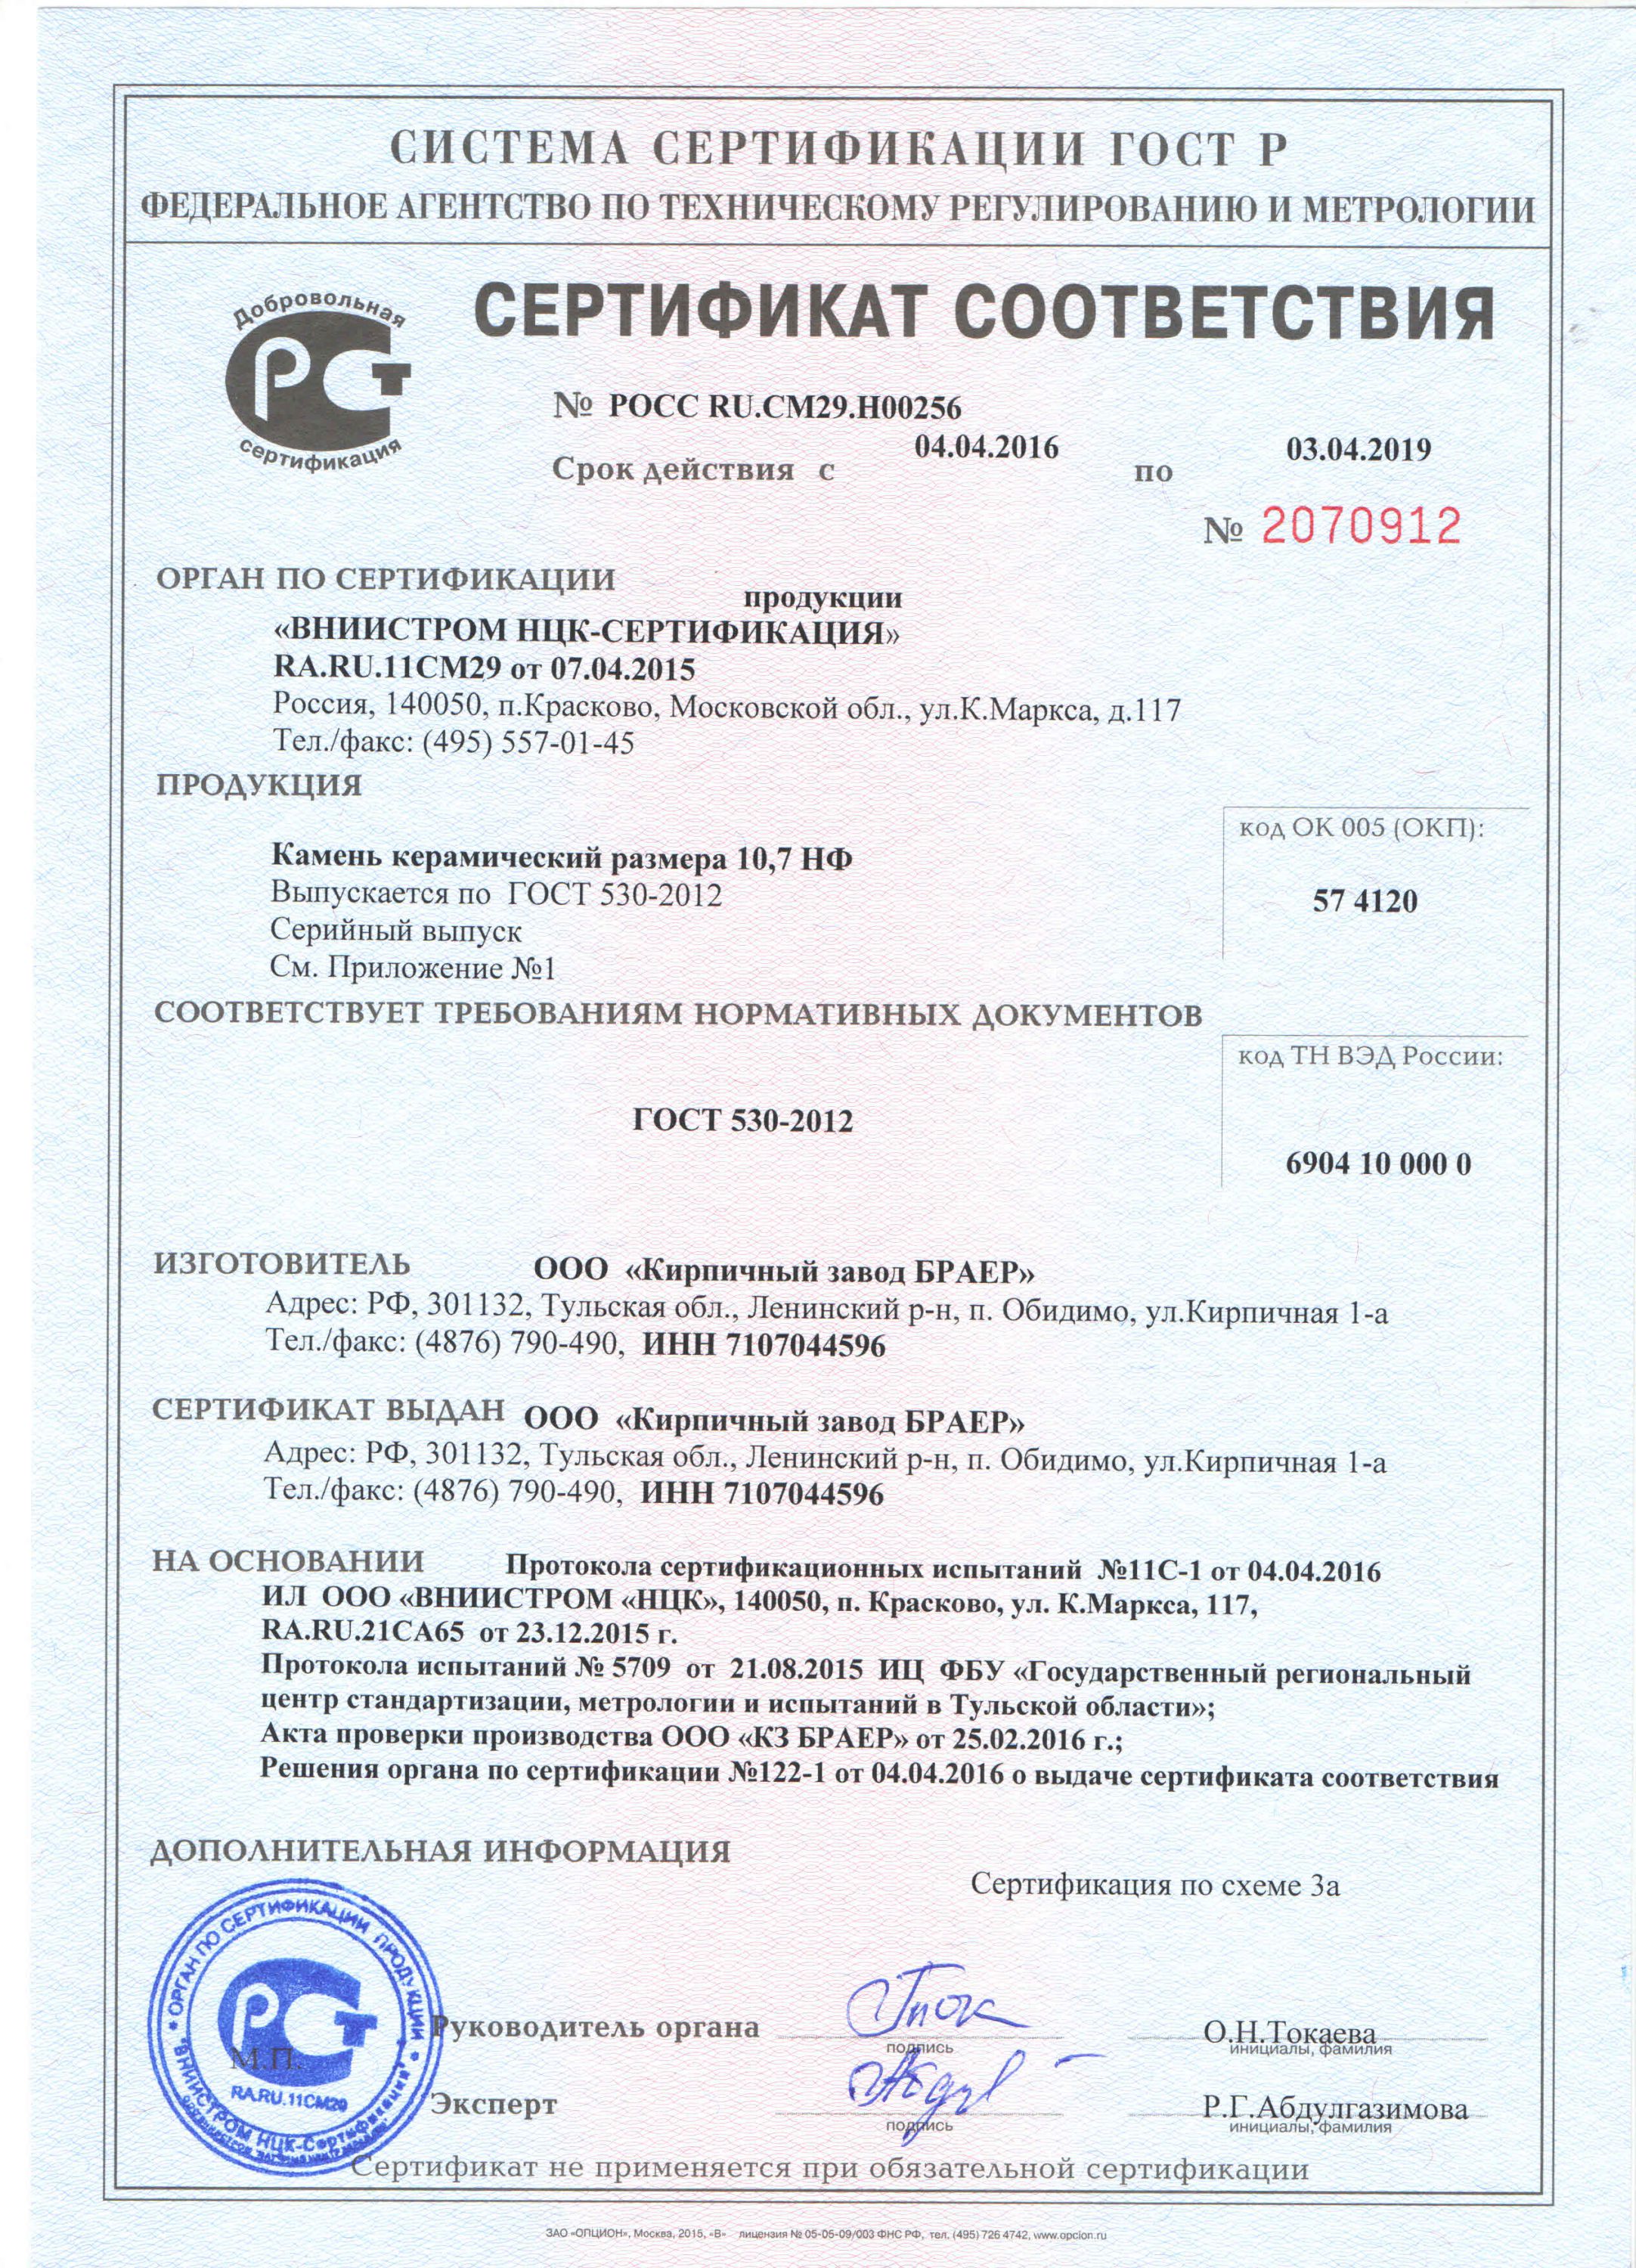 СИСТЕМА СЕРТИФИКАЦИИ ГОСТ Р
ФЕДЕРАЛЬНОЕ АГЕНТСТВО ПО ТЕХНИЧЕСКОМУ РЕГУЛИРОВАНИЮ И МЕТРОЛОГИИ
Добровольная
РСТ
сертификация
СЕРТИФИКАТ СООТВЕТСТВИЯ
№ РОСС RU.СМ29.Н00256
Срок действия с 04.04.2016 по 03.04.2019
№ 2070912
ОРГАН ПО СЕРТИФИКАЦИИ продукции
«ВНИИСТРОМ НЦК-СЕРТИФИКАЦИЯ»
RA.RU.11СМ29 от 07.04.2015
Россия, 140050, п.Красково, Московской обл., ул.К.Маркса, д.117
Тел./факс: (495) 557-01-45
ПРОДУКЦИЯ
код ОК 005 (ОКП):
57 4120
Камень керамический размера 10,7 НФ
Выпускается по ГОСТ 530-2012
Серийный выпуск
См. Приложение №1
СООТВЕТСТВУЕТ ТРЕБОВАНИЯМ НОРМАТИВНЫХ ДОКУМЕНТОВ
код ТН ВЭД России:
ГОСТ 530-2012
6904 10 000 0
ИЗГОТОВИТЕЛЬ ООО «Кирпичный завод БРАЕР»
Адрес: РФ, 301132, Тульская обл., Ленинский р-н, п. Обидимо, ул.Кирпичная 1-а
Тел./факс: (4876) 790-490, ИНН 7107044596
СЕРТИФИКАТ ВЫДАН ООО «Кирпичный завод БРАЕР»
Адрес: РФ, 301132, Тульская обл., Ленинский р-н, п. Обидимо, ул.Кирпичная 1-а
Тел./факс: (4876) 790-490, ИНН 7107044596
НА ОСНОВАНИИ Протокола сертификационных испытаний №11С-1 от 04.04.2016
ИЛ ООО «ВНИИСТРОМ «НЦК», 140050, п. Красково, ул. К.Маркса, 117,
RA.RU.21СА65 от 23.12.2015 г.
Протокола испытаний № 5709 от 21.08.2015 ИЦ ФБУ «Государственный региональный
центр стандартизации, метрологии и испытаний в Тульской области»;
Акта проверки производства ООО «КЗ БРАЕР» от 25.02.2016 г.;
Решения органа по сертификации №122-1 от 04.04.2016 о выдаче сертификата соответствия
ДОПОЛНИТЕЛЬНАЯ ИНФОРМАЦИЯ
Сертификация по схеме 3а
ОРГАН ПО СЕРТИФИКАЦИИ ПРОДУКЦИИ
РСТ
М.П.
RA.RU.11СМ29
"ВНИИСТРОМ НЦК-Сертификация"
Руководитель органа
подпись
О.Н.Токаева
инициалы, фамилия
Эксперт
подпись
Р.Г.Абдулгазимова
инициалы, фамилия
Сертификат не применяется при обязательной сертификации
ЗАО «ОПЦИОН», Москва, 2015, «В» лицензия № 05-05-09/003 ФНС РФ, тел. (495) 726 4742, www.opcion.ru